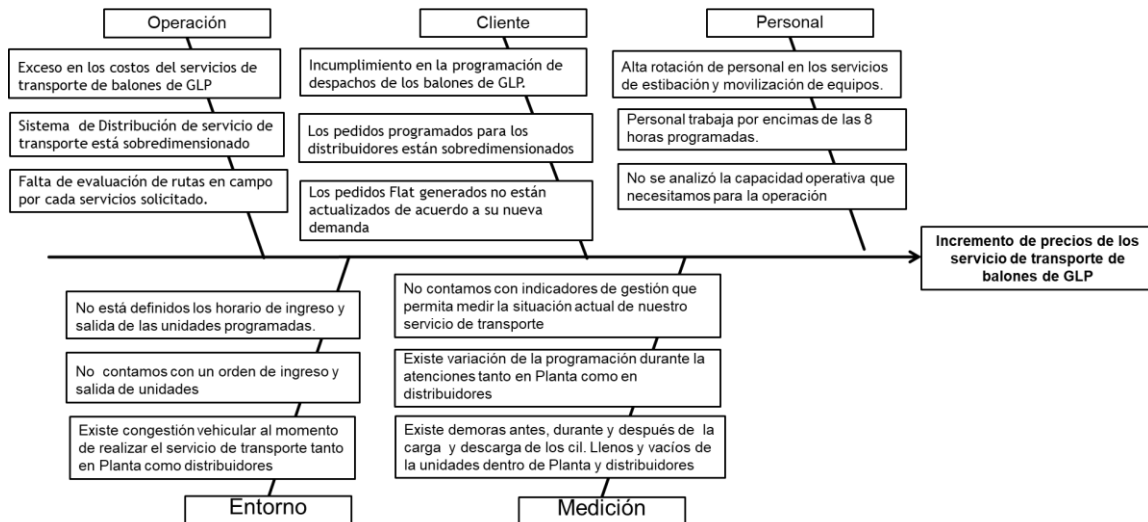 Operación
Exceso en los costos del servicios de
transporte de balones de GLP
Sistema de Distribución de servicio de
transporte está sobredimensionado
Falta de evaluación de rutas en campo
por cada servicios solicitado.
Cliente
Incumplimiento en la programación de
despachos de los balones de GLP.
Los pedidos programados para los
distribuidores están sobredimensionados
Los pedidos Flat generados no están
actualizados de acuerdo a su nueva
demanda
Personal
Alta rotación de personal en los servicios
de estibación y movilización de equipos.
Personal trabaja por encimas de las 8
horas programadas.
No se analizó la capacidad operativa que
necesitamos para la operación
Incremento de precios de los
servicio de transporte de
balones de GLP
No está definidos los horario de ingreso y
salida de las unidades programadas.
No contamos con un orden de ingreso y
salida de unidades
Existe congestión vehicular al momento
de realizar el servicio de transporte tanto
en Planta como distribuidores
Entorno
No contamos con indicadores de gestión que
permita medir la situación actual de nuestro
servicio de transporte
Existe variación de la programación durante la
atenciones tanto en Planta como en
distribuidores
Existe demoras antes, durante y después de la
carga y descarga de los cil. Llenos y vacíos de
la unidades dentro de Planta y distribuidores
Medición